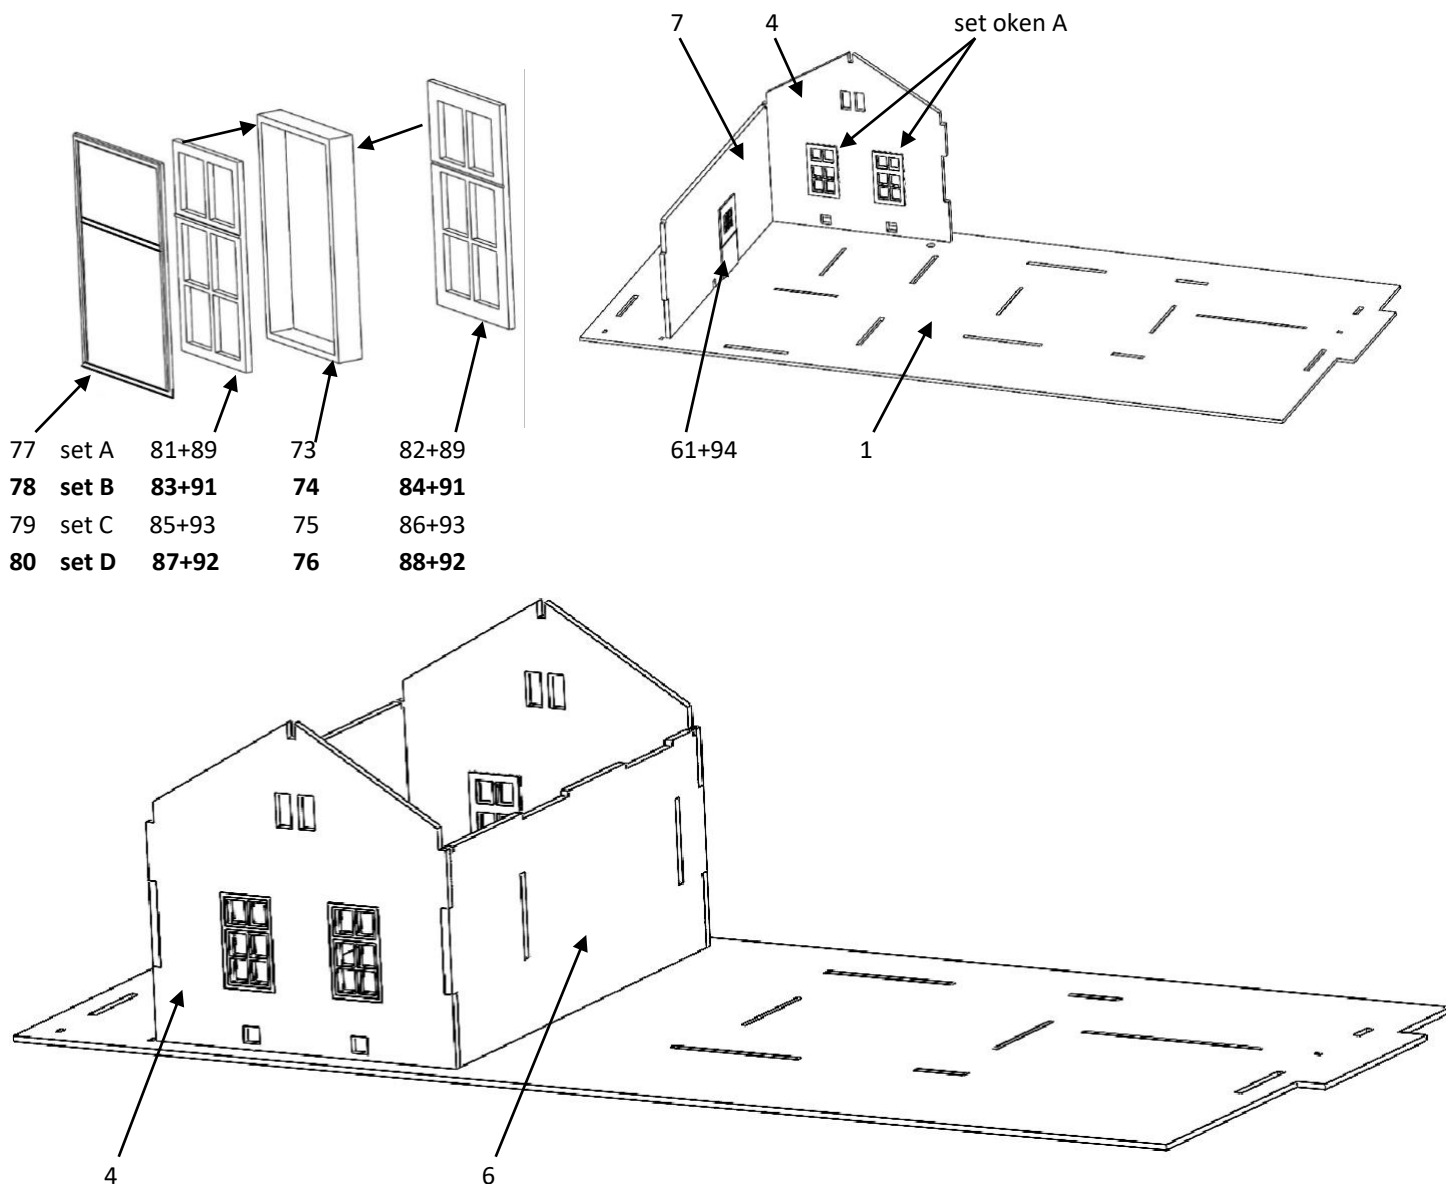 7 4 set oken A
77 set A 81+89 73 82+89
78 set B 83+91 74 84+91
79 set C 85+93 75 86+93
80 set D 87+92 76 88+92
61+94 1
4 6